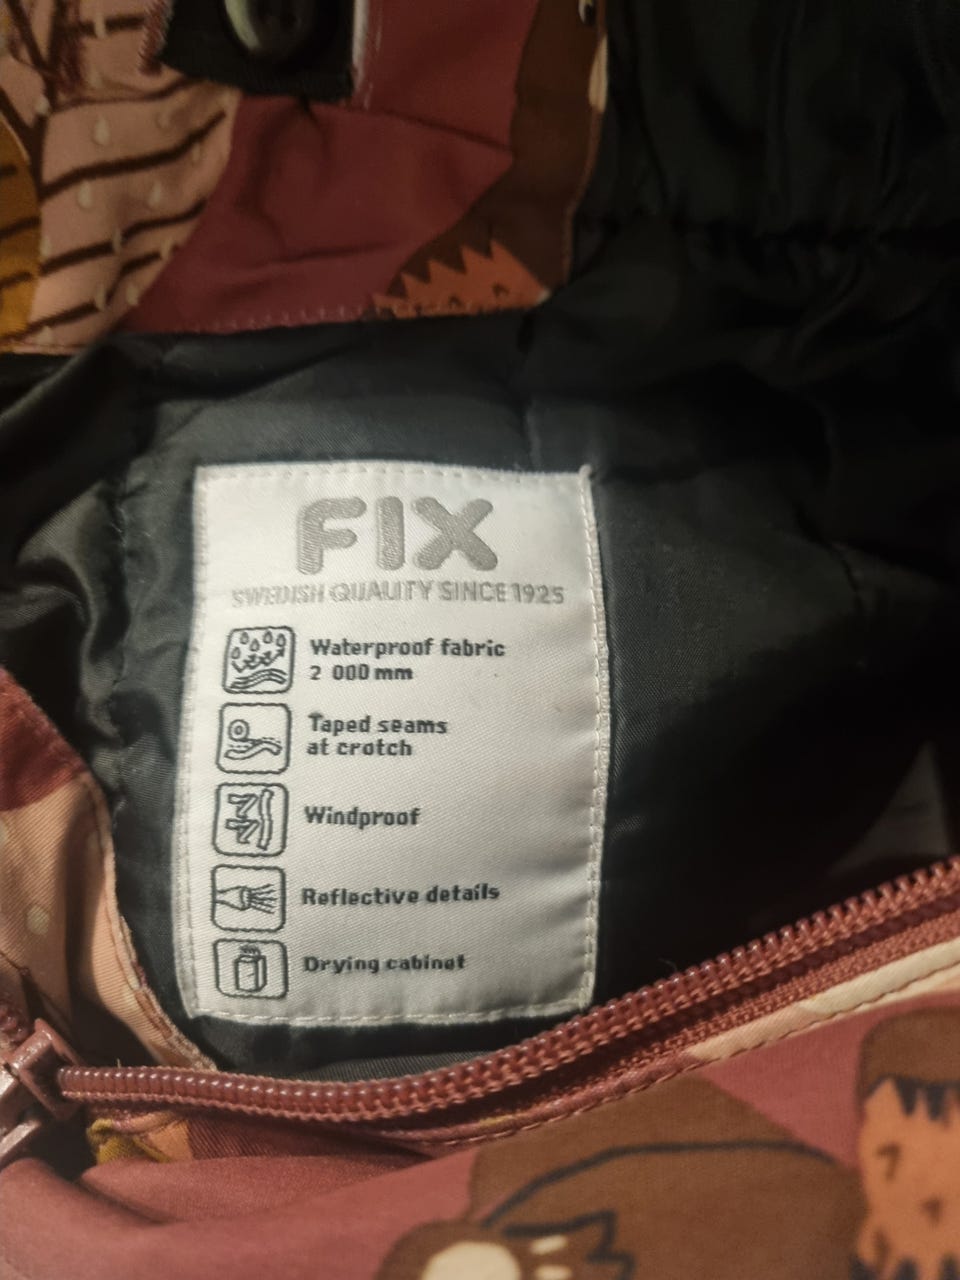 FIX
SWEDISH QUALITY SINCE 1925
Waterproof fabric
2 000 mm
Taped seams
at crotch
Windproof
Reflective details
Drying cabinet